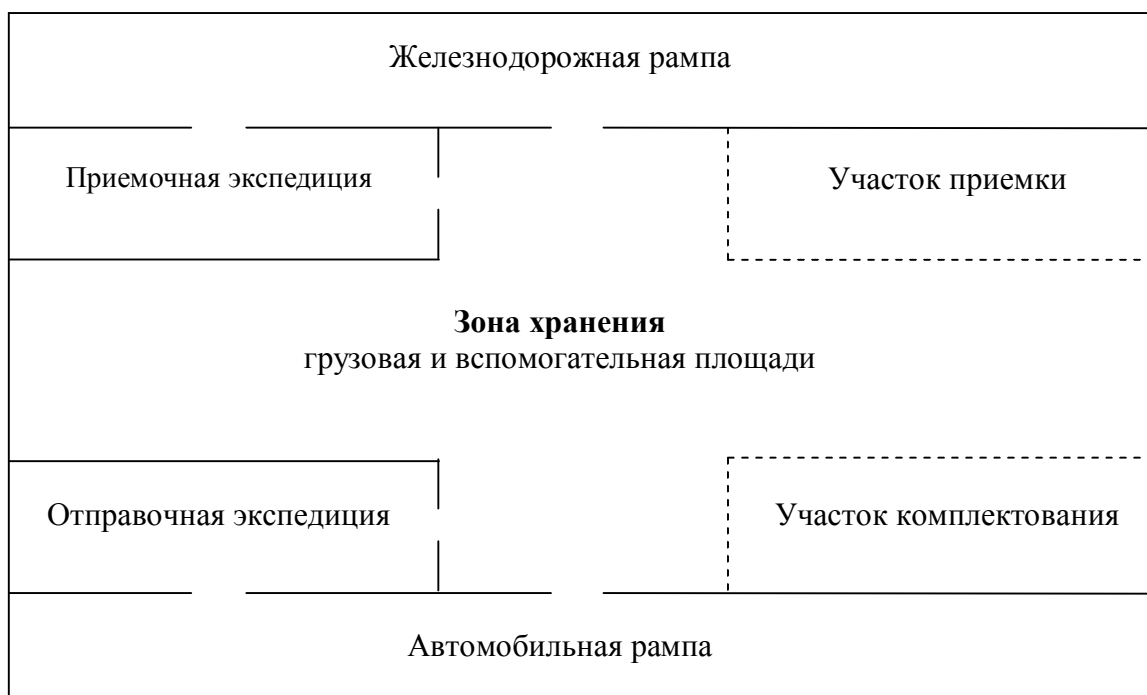 Железнодорожная рампа
Приемочная экспедиция
Участок приемки
Зона хранения
грузовая и вспомогательная площади
Отправочная экспедиция
Участок комплектования
Автомобильная рампа